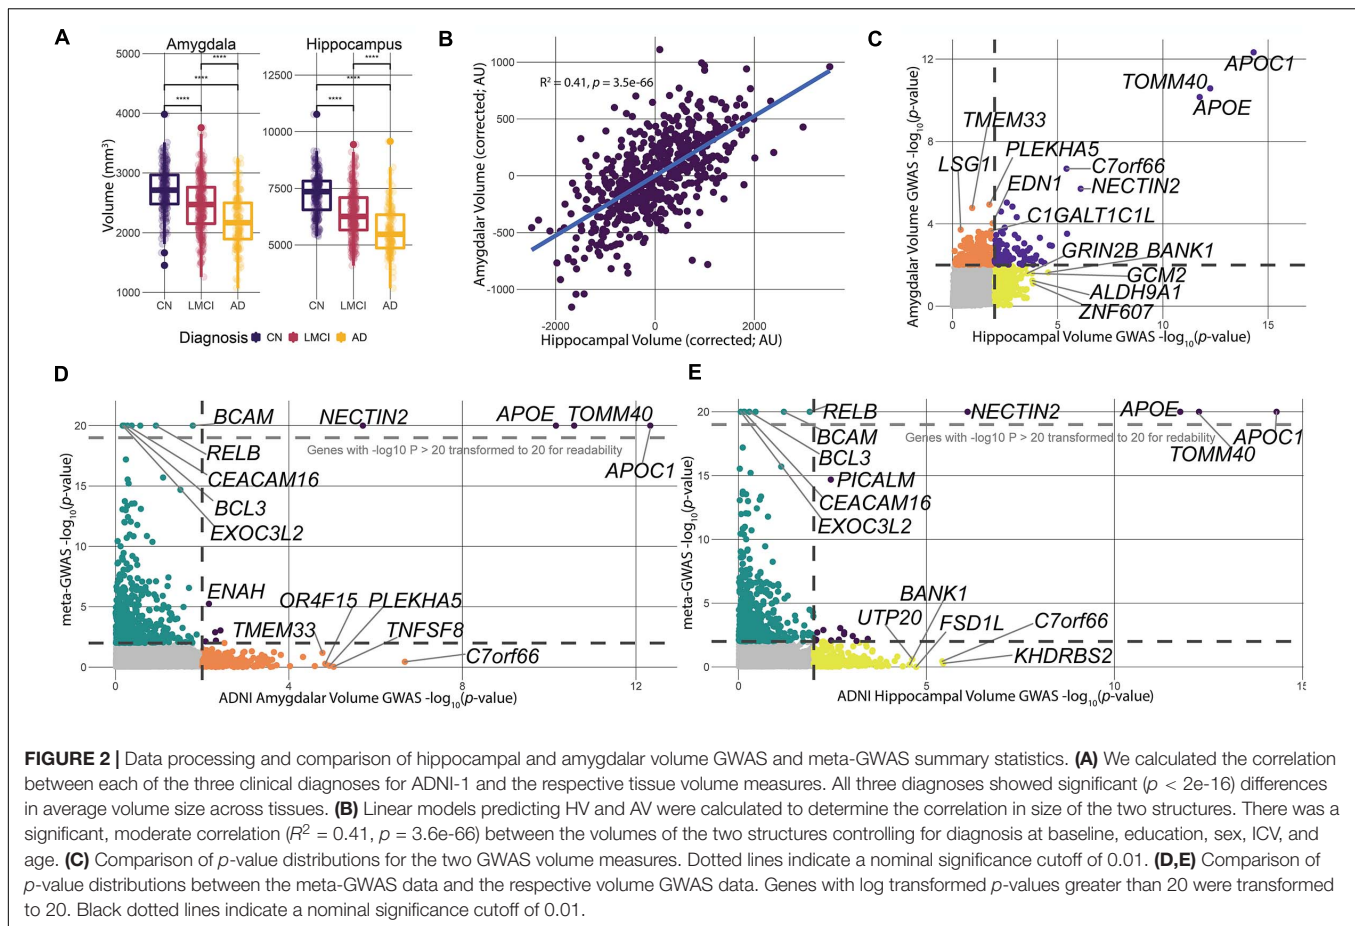 A
Amygdala
Hippocampus
5000
4000
3000
2000
1000
Volume (mm³)
****
****
****
CN
LMCI
AD
12500
10000
7500
5000
****
****
****
CN
LMCI
AD
Diagnosis CN LMCI AD
B
1000
500
0
-500
-1000
Amygdalar Volume (corrected; AU)
R² = 0.41, p = 3.5e-66
-2000
0
2000
Hippocampal Volume (corrected; AU)
C
12
8
4
0
Amygdalar Volume GWAS -log₁₀(p-value)
APOC1
TOMM40
APOE
TMEM33
PLEKHA5
LSG1
C7orf66
EDN1
NECTIN2
C1GALT1C1L
GRIN2B BANK1
GCM2
ALDH9A1
ZNF607
0
5
10
15
Hippocampal Volume GWAS -log₁₀(p-value)
D
20
15
10
5
0
meta-GWAS -log₁₀(p-value)
BCAM
NECTIN2
APOE TOMM40
Genes with -log10 P > 20 transformed to 20 for readability
RELB
APOC1
CEACAM16
BCL3
EXOC3L2
ENAH
OR4F15 PLEKHA5
TMEM33
TNFSF8
C7orf66
0
4
8
12
ADNI Amygdalar Volume GWAS -log₁₀(p-value)
E
20
15
10
5
0
meta-GWAS -log₁₀(p-value)
RELB
NECTIN2
APOE
BCAM
Genes with -log10 P > 20 transformed to 20 for readability
APOC1
BCL3
TOMM40
PICALM
CEACAM16
EXOC3L2
BANK1
UTP20
FSD1L
C7orf66
KHDRBS2
0
5
10
15
ADNI Hippocampal Volume GWAS -log₁₀(p-value)
FIGURE 2 | Data processing and comparison of hippocampal and amygdalar volume GWAS and meta-GWAS summary statistics. (A) We calculated the correlation
between each of the three clinical diagnoses for ADNI-1 and the respective tissue volume measures. All three diagnoses showed significant (p < 2e-16) differences
in average volume size across tissues. (B) Linear models predicting HV and AV were calculated to determine the correlation in size of the two structures. There was a
significant, moderate correlation (R² = 0.41, p = 3.6e-66) between the volumes of the two structures controlling for diagnosis at baseline, education, sex, ICV, and
age. (C) Comparison of p-value distributions for the two GWAS volume measures. Dotted lines indicate a nominal significance cutoff of 0.01. (D,E) Comparison of
p-value distributions between the meta-GWAS data and the respective volume GWAS data. Genes with log transformed p-values greater than 20 were transformed
to 20. Black dotted lines indicate a nominal significance cutoff of 0.01.